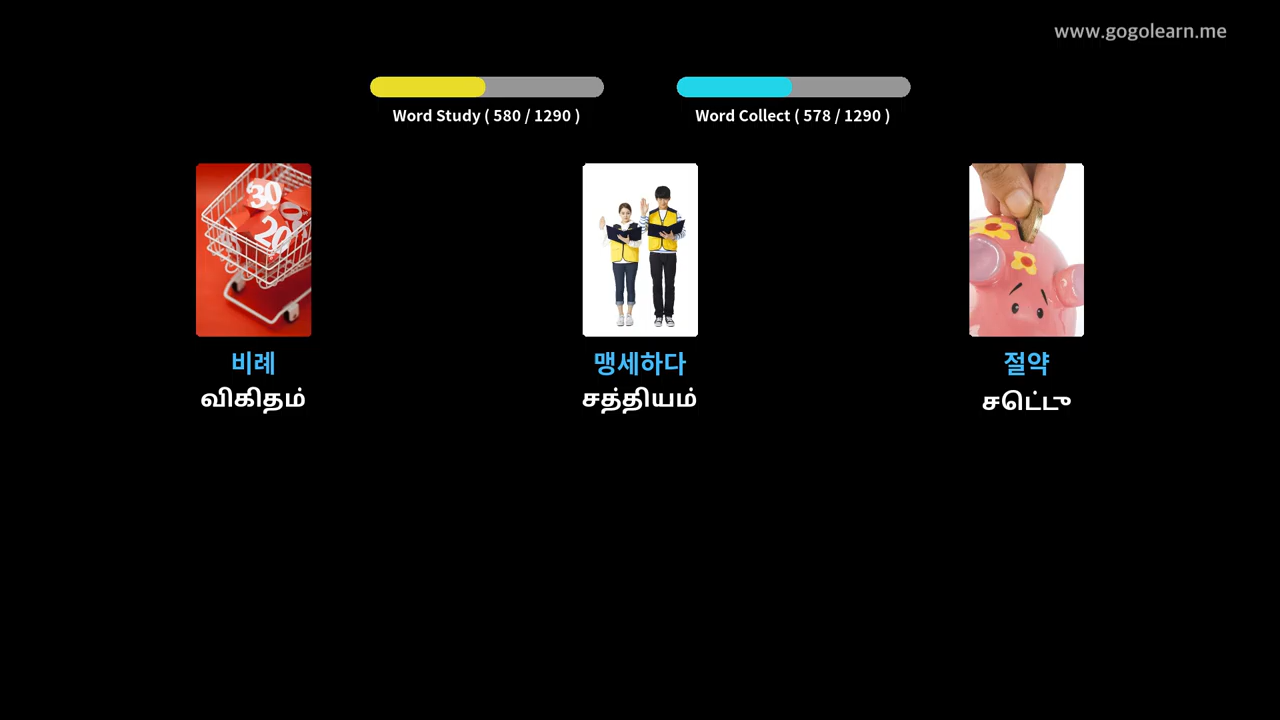 www.gogolearn.me
Word Study ( 580 / 1290 )
Word Collect ( 578 / 1290 )
30
20
비례
맹세하다
절약
விகிதம்
சத்தியம்
செட்டு